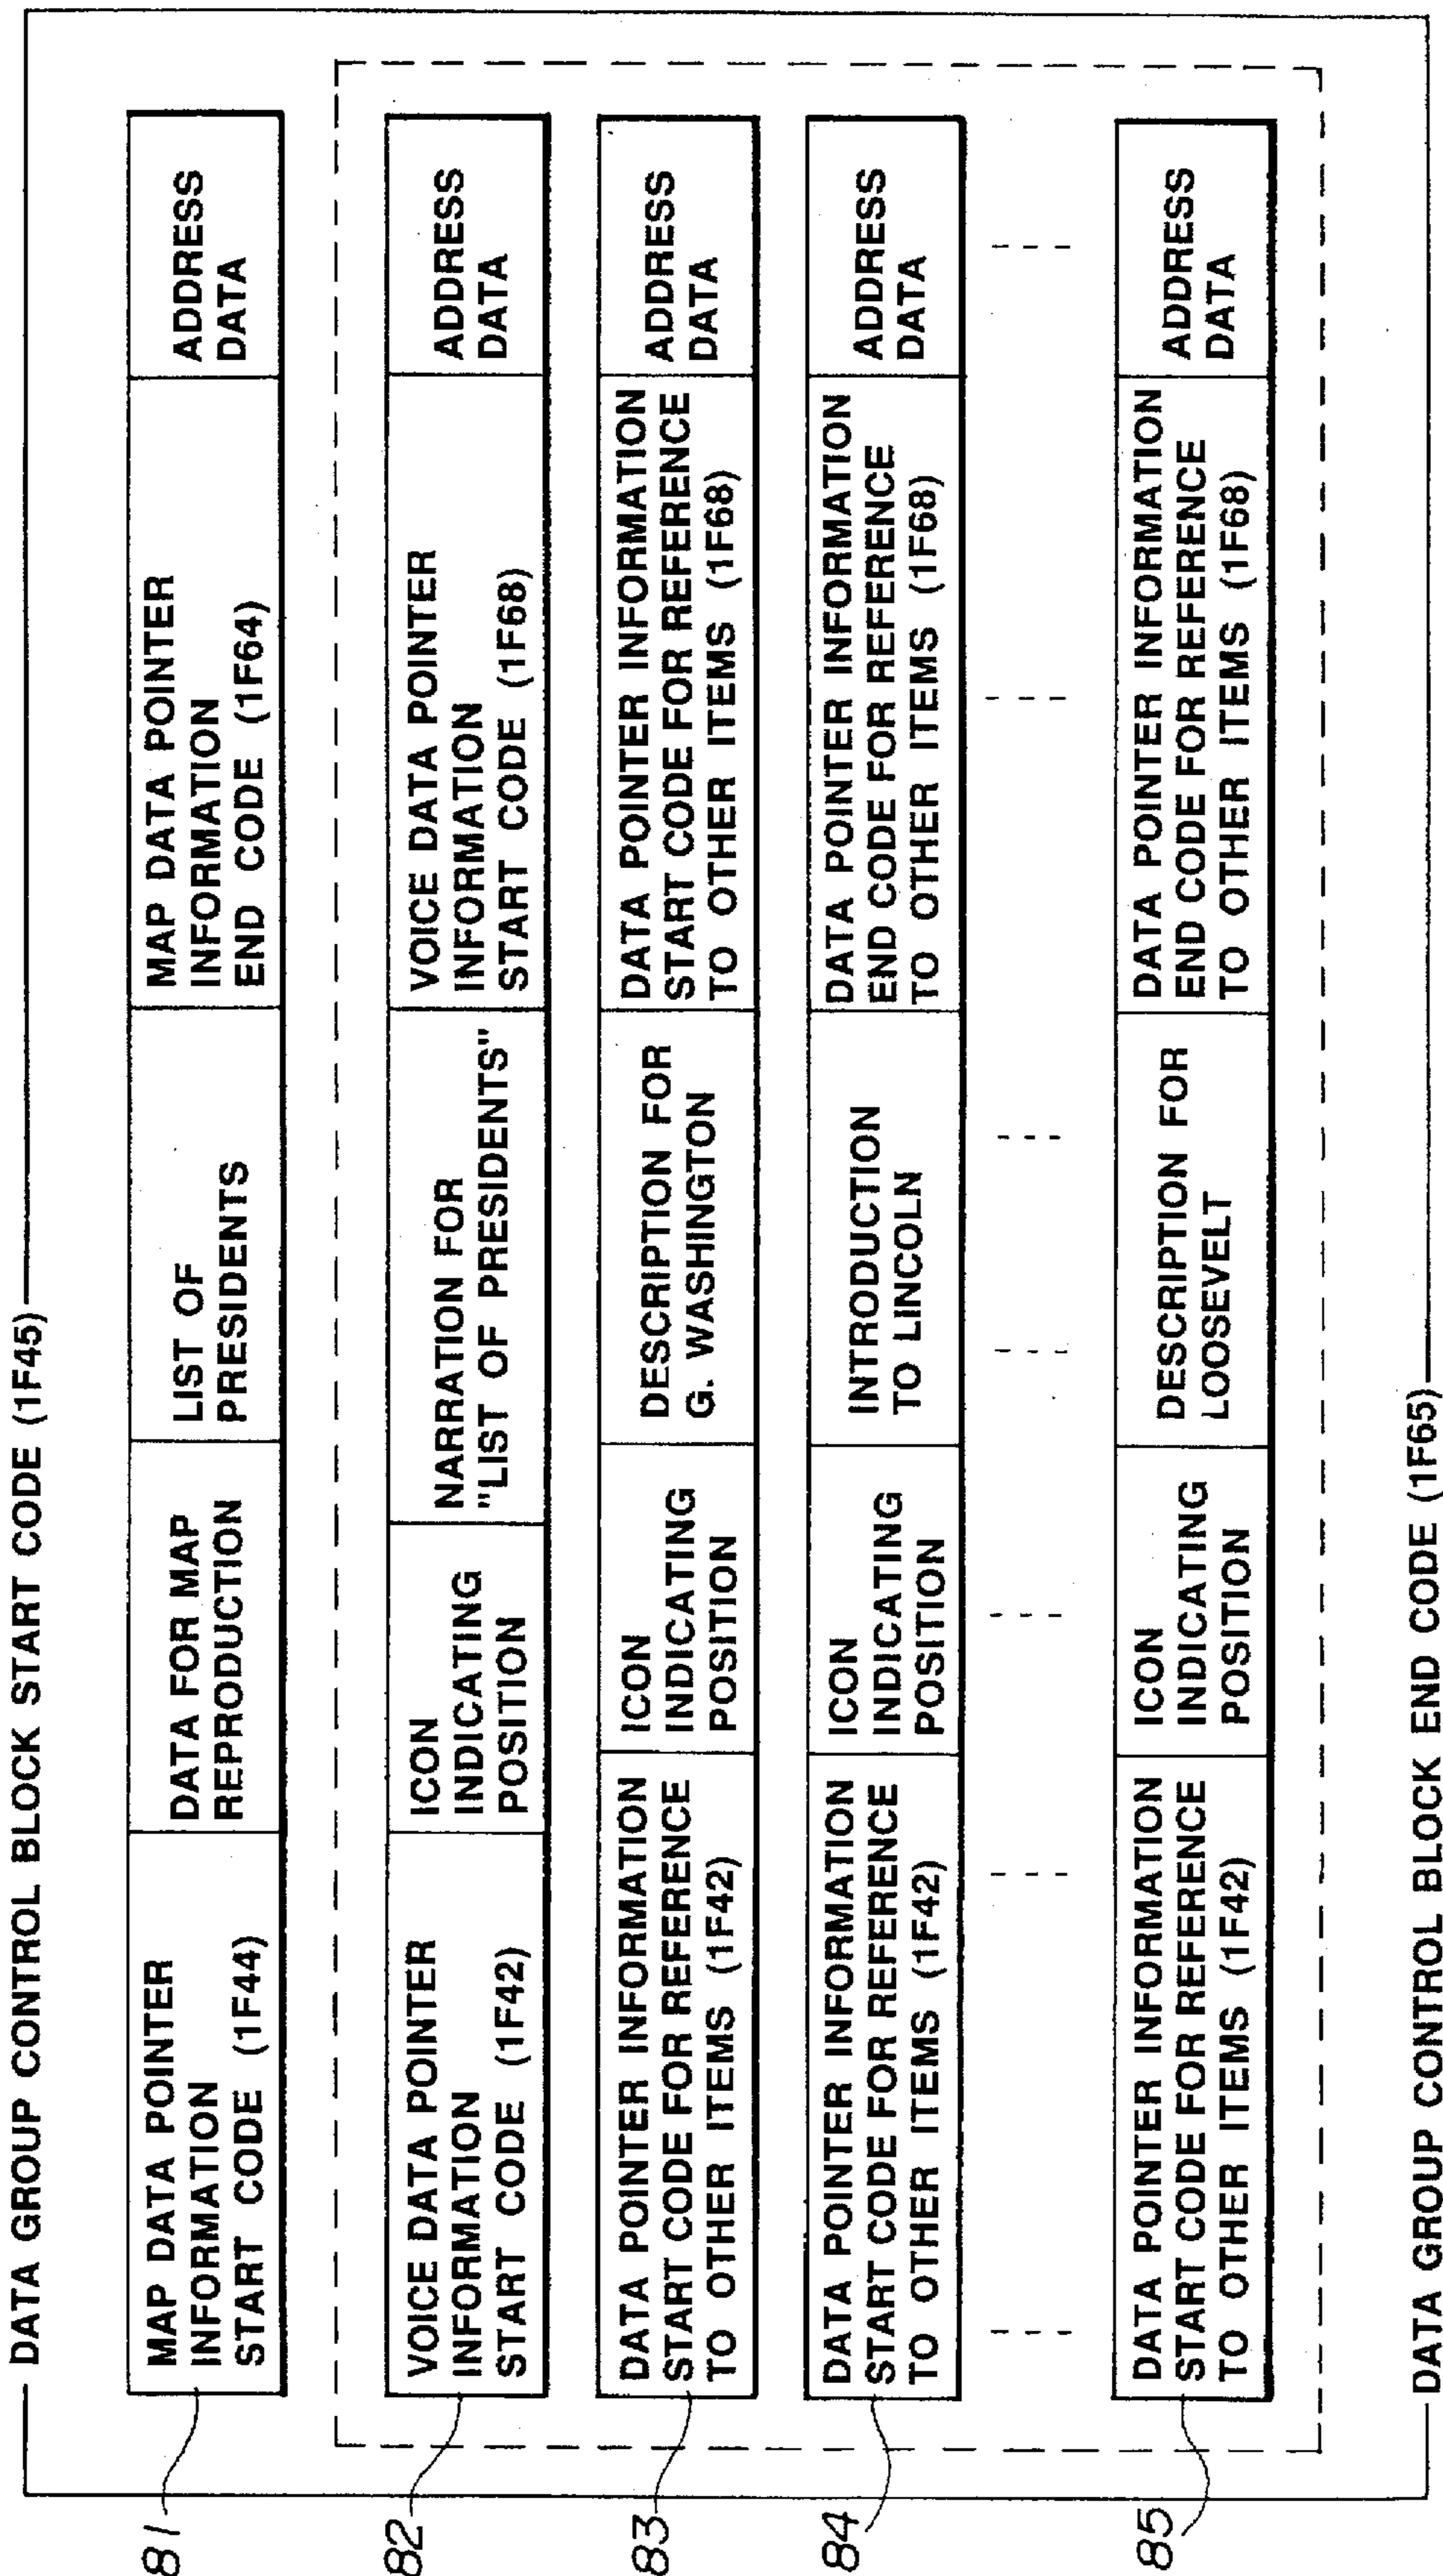 DATA GROUP CONTROL BLOCK START CODE (1F45)
81
MAP DATA POINTER
INFORMATION
START CODE (1F44)
DATA FOR MAP
REPRODUCTION
LIST OF
PRESIDENTS
MAP DATA POINTER
INFORMATION
END CODE (1F64)
ADDRESS
DATA
82
VOICE DATA POINTER
INFORMATION
START CODE (1F42)
ICON
INDICATING
POSITION
NARRATION FOR
"LIST OF PRESIDENTS"
VOICE DATA POINTER
INFORMATION
START CODE (1F68)
ADDRESS
DATA
83
DATA POINTER INFORMATION
START CODE FOR REFERENCE
TO OTHER ITEMS (1F42)
ICON
INDICATING
POSITION
DESCRIPTION FOR
G. WASHINGTON
DATA POINTER INFORMATION
START CODE FOR REFERENCE
TO OTHER ITEMS (1F68)
ADDRESS
DATA
84
DATA POINTER INFORMATION
START CODE FOR REFERENCE
TO OTHER ITEMS (1F42)
ICON
INDICATING
POSITION
INTRODUCTION
TO LINCOLN
DATA POINTER INFORMATION
END CODE FOR REFERENCE
TO OTHER ITEMS (1F68)
ADDRESS
DATA
85
DATA POINTER INFORMATION
START CODE FOR REFERENCE
TO OTHER ITEMS (1F42)
ICON
INDICATING
POSITION
DESCRIPTION FOR
LOOSEVELT
DATA POINTER INFORMATION
END CODE FOR REFERENCE
TO OTHER ITEMS (1F68)
ADDRESS
DATA
DATA GROUP CONTROL BLOCK END CODE (1F65)